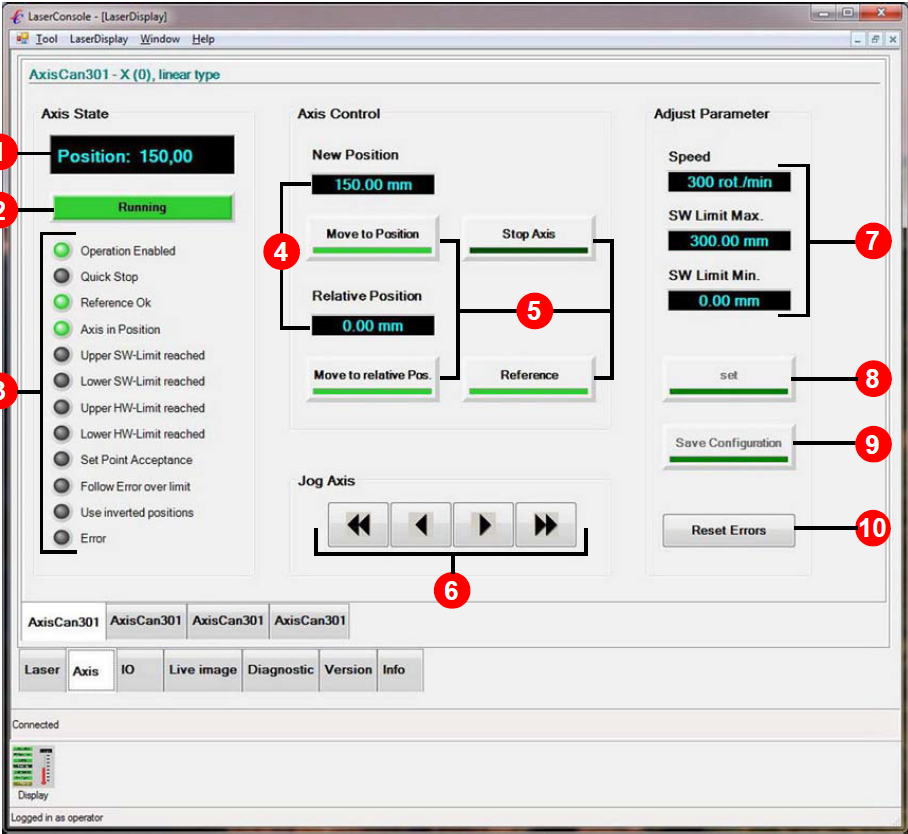 LaserConsole - [LaserDisplay]
Tool LaserDisplay Window Help
AxisCan301 - X (0), linear type
Axis State
1
Position: 150,00
2
Running
3
Operation Enabled
Quick Stop
Reference Ok
Axis in Position
Upper SW-Limit reached
Lower SW-Limit reached
Upper HW-Limit reached
Lower HW-Limit reached
Set Point Acceptance
Follow Error over limit
Use inverted positions
Error
Axis Control
New Position
150.00 mm
4
Move to Position
Stop Axis
5
Relative Position
0.00 mm
Move to relative Pos.
Reference
Jog Axis
6
Adjust Parameter
Speed
300 rot./min
SW Limit Max.
300.00 mm
7
SW Limit Min.
0.00 mm
set
8
Save Configuration
9
Reset Errors
10
AxisCan301 AxisCan301 AxisCan301 AxisCan301
Laser Axis IO Live image Diagnostic Version Info
Connected
Display
Logged in as operator